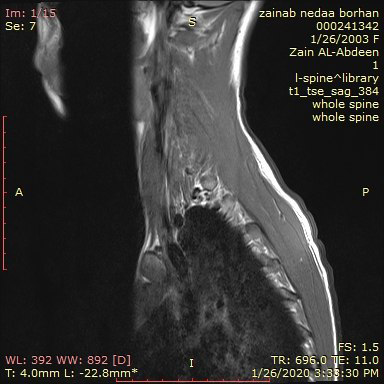 Im: 1/15
Se: 7
S
zainab nedaa borhan
000241342
1/26/2003 F
Zain AL-Abdeen
1
l-spine^library
t1_tse_sag_384
whole spine
whole spine
A
P
WL: 392 WW: 892 [D]
T: 4.0mm L: -22.8mm*
I
FS: 1.5
TR: 696.0 TE: 11.0
1/26/2020 3:33:30 PM